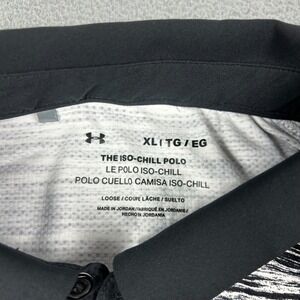 XL / TG / EG
THE ISO-CHILL POLO
LE POLO ISO-CHILL
POLO CUELLO CAMISA ISO-CHILL
LOOSE / COUPE LÂCHE / SUELTO
MADE IN JORDAN / FABRIQUÉ EN JORDANIE /
HECHO IN JORDANIA